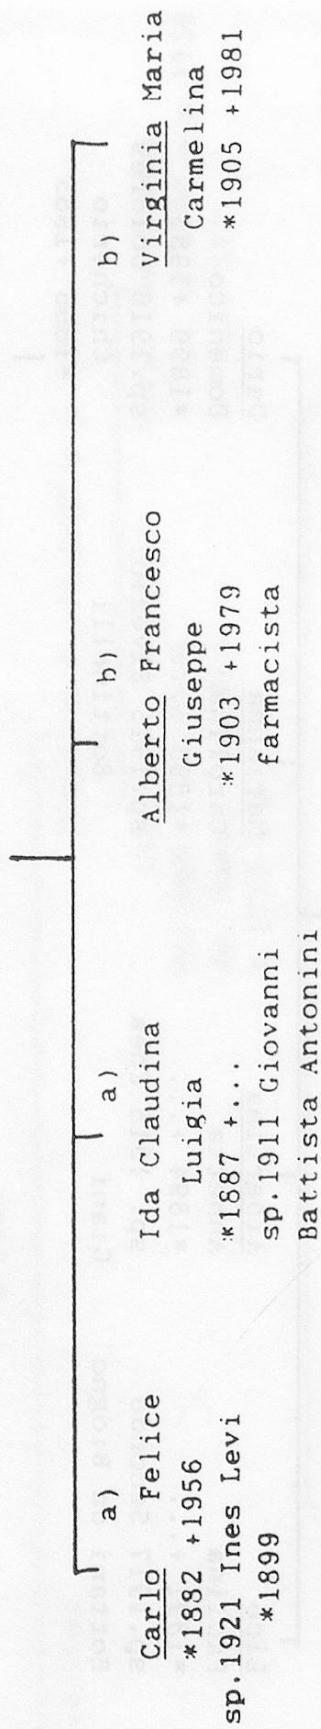 a)
Carlo Felice
*1882 +1956
sp.1921 Ines Levi
*1899
a)
Ida Claudina
Luigia
*1887 +...
sp.1911 Giovanni
Battista Antonini
b)
Alberto Francesco
Giuseppe
*1903 +1979
farmacista
b)
Virginia Maria
Carmelina
*1905 +1981